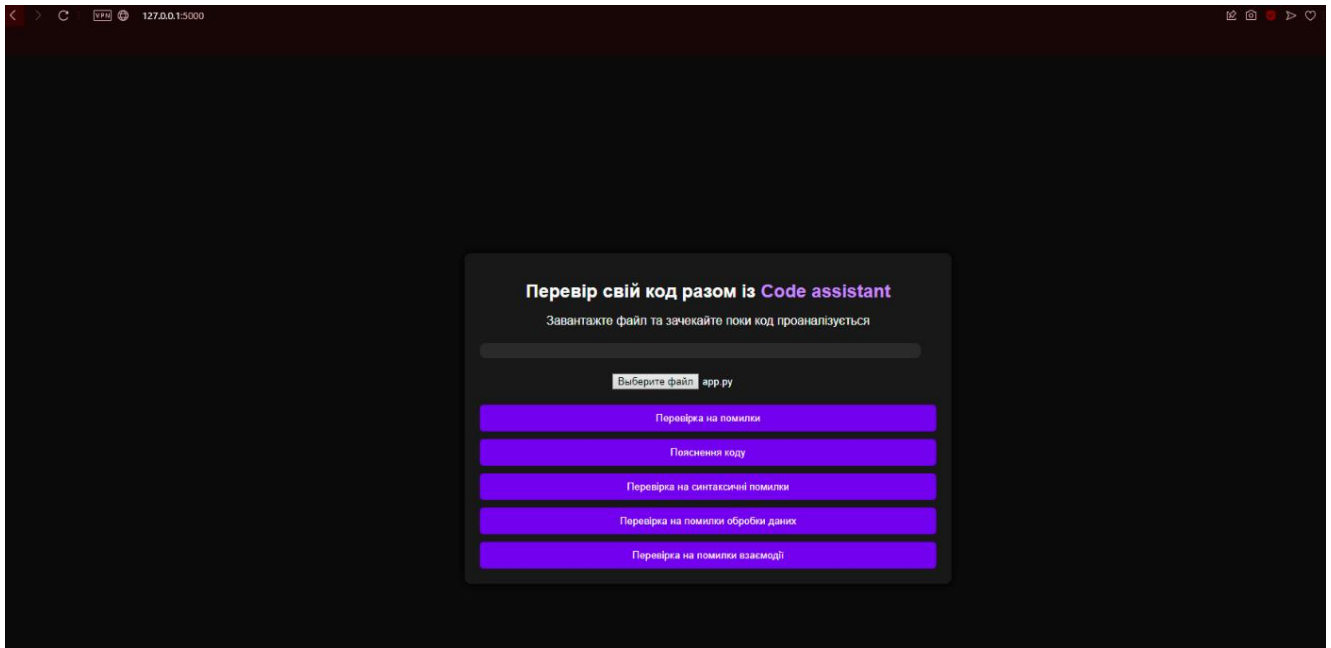 VPN 127.0.0.1:5000
Перевір свій код разом із Code assistant
Завантажте файл та зачекайте поки код проаналізується
Выберите файл app.py
Перевірка на помилки
Пояснення коду
Перевірка на синтаксичні помилки
Перевірка на помилки обробки даних
Перевірка на помилки взаємодії